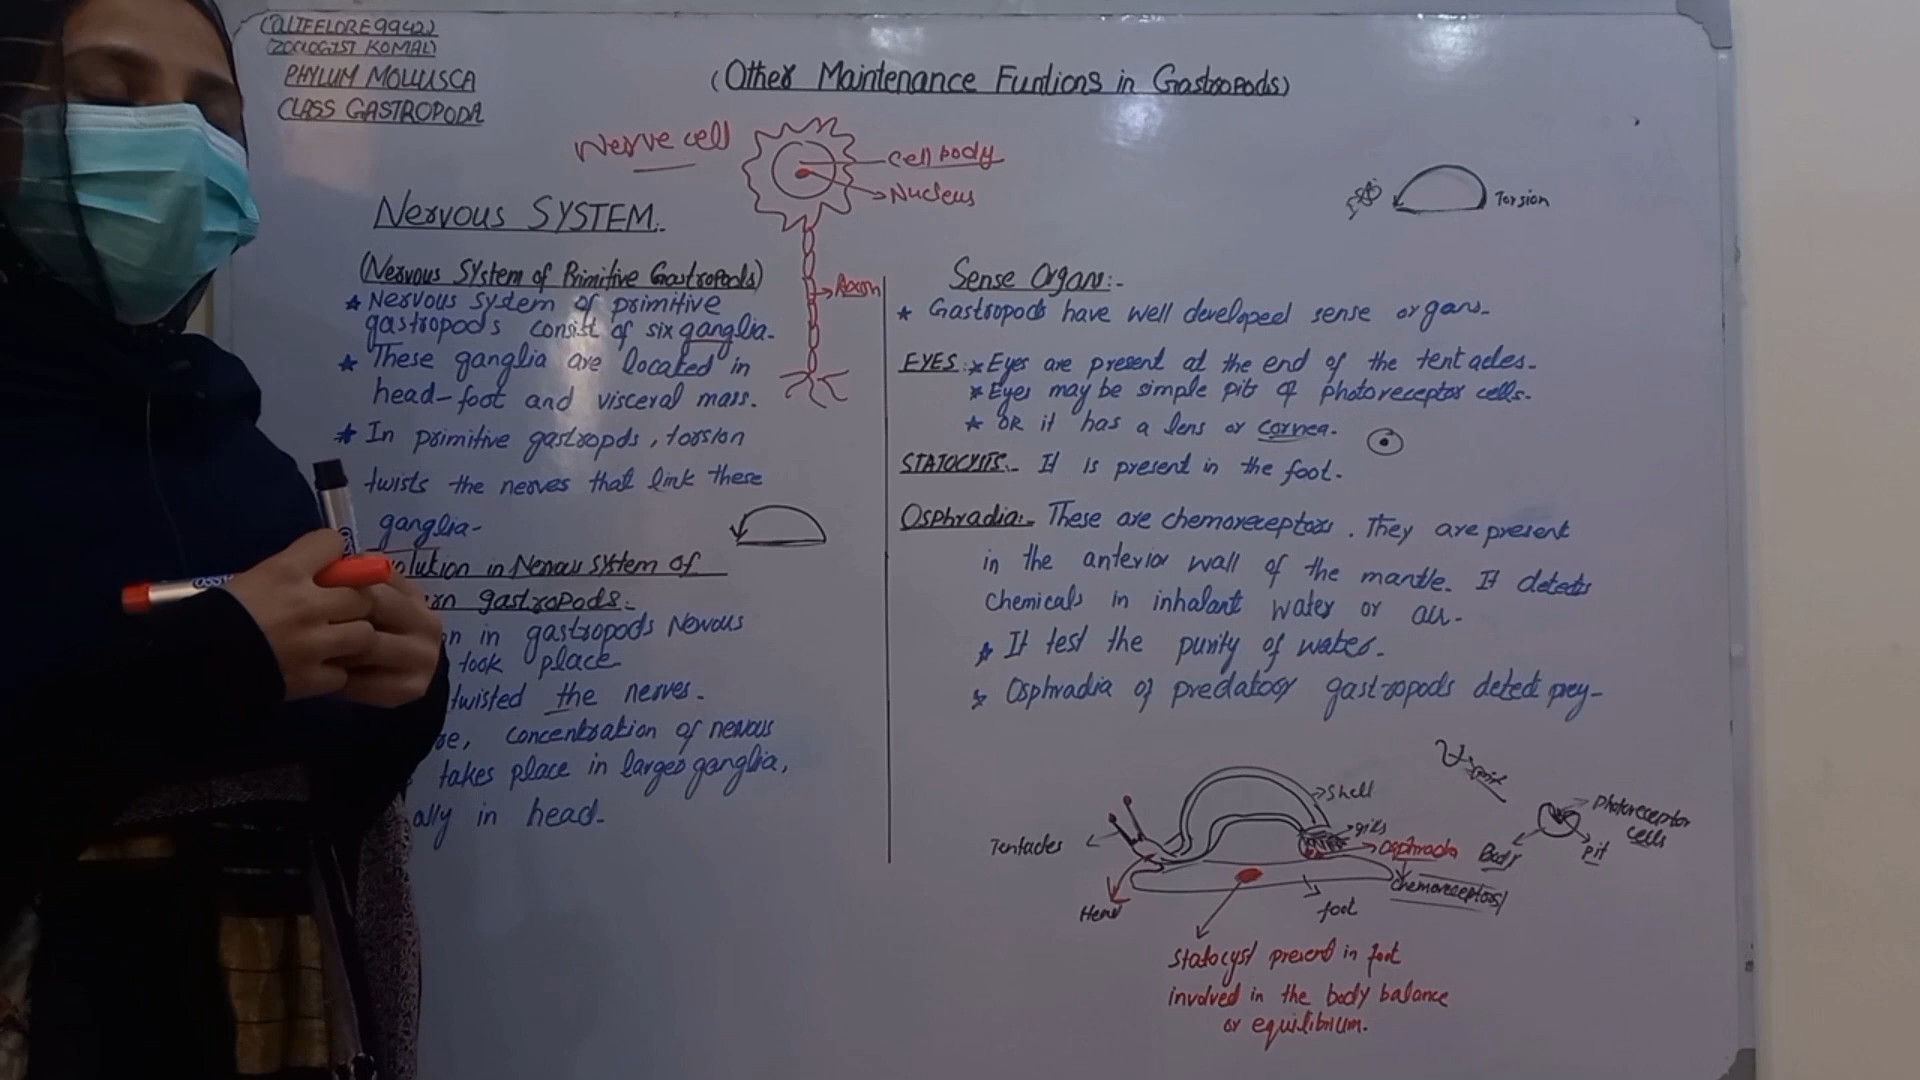 (ALTEELORE9942)
(ZOOLOGIST KOMAL)
PHYLUM MOLLUSCA
CLASS GASTROPODA
(Other Maintenance Funtions in Gastropods)
Nerve cell
Cell body
Nucleus
Axon
Torsion
Nervous SYSTEM:-
(Nervous System of Primitive Gastropods)
* Nervous system of primitive
gastropods consist of six ganglia.
* These ganglia are located in
head-foot and visceral mass.
* In primitive gastropds, torsion
twists the nerves that link these
ganglia-
olution in Nervous system of
ern gastropods:-
n in gastropods Nervous
took place
twisted the nerves.
re, concentration of nervous
takes place in larges ganglia,
ally in head.
Sense Organs:-
* Gastropods have well developed sense organs.
EYES:* Eyes are present at the end of the tentacles.
* Eyes may be simple pits of photoreceptor cells.
* OR it has a lens or cornea.
STATOCYSTS:- It is present in the foot.
Osphradia:- These are chemoreceptors. They are present
in the anterior wall of the mantle. It detects
chemicals in inhalant water or air.
* It test the purity of water.
* Osphradia of predatory gastropods detect prey-
Shell
gills
Osphradia
chemoreceptors
Tentacles
Head
foot
pit
Photoreceptor
cells
Body
pit
Statocyst present in foot
involved in the body balance
or equilibrium.